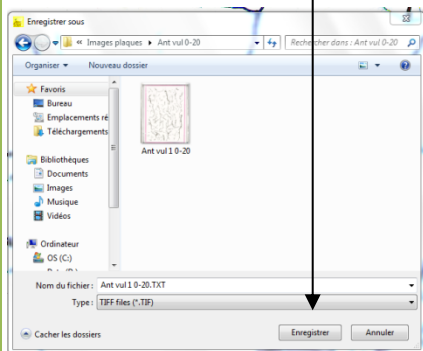 Enregistrer sous
« Images plaques ▸ Ant vul 0-20
Rechercher dans : Ant vul 0-20
Organiser ▾ Nouveau dossier
Favoris
Bureau
Emplacements ré
Téléchargements
Bibliothèques
Documents
Images
Musique
Vidéos
Ordinateur
OS (C:)
Ant vul 1 0-20
Nom du fichier : Ant vul 1 0-20.TXT
Type : TIFF files (*.TIF)
Cacher les dossiers
Enregistrer
Annuler